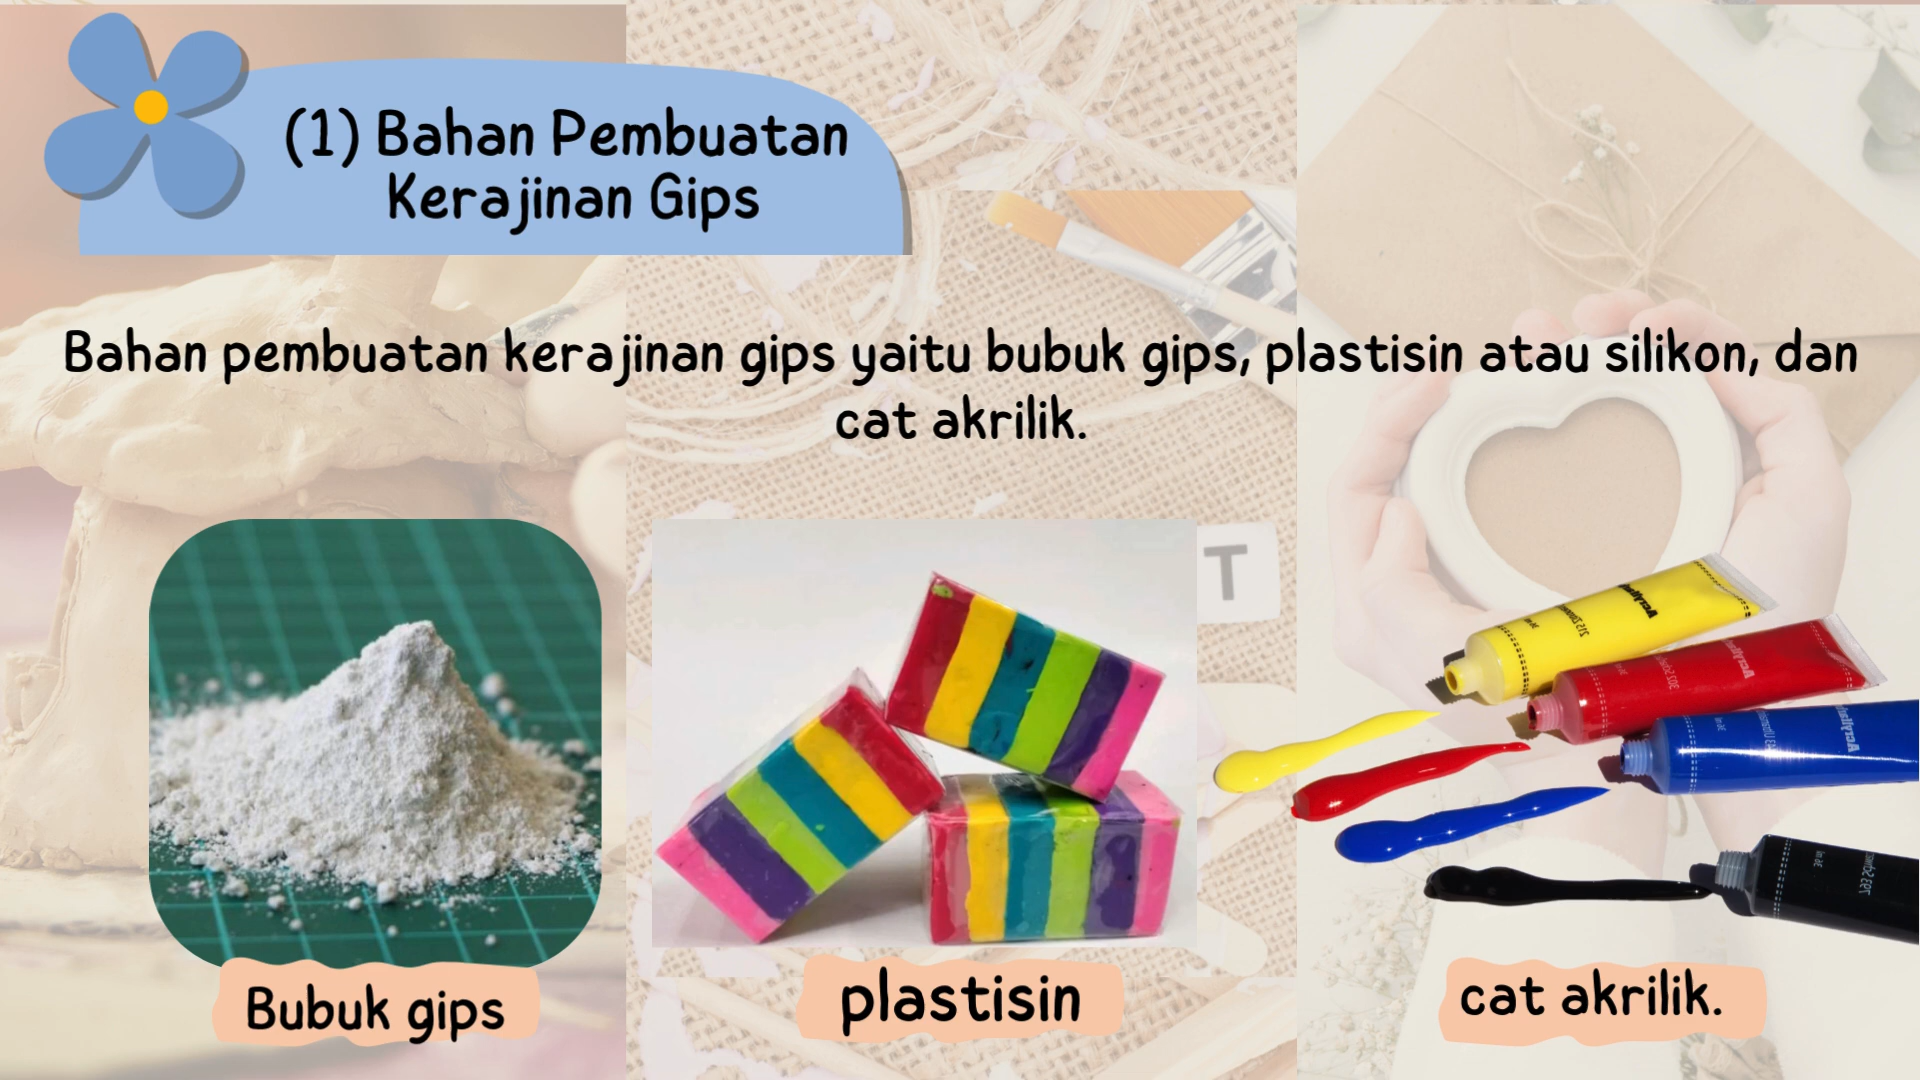 (1) Bahan Pembuatan
Kerajinan Gips
Bahan pembuatan kerajinan gips yaitu bubuk gips, plastisin atau silikon, dan
cat akrilik.
T
Bubuk gips
plastisin
cat akrilik.